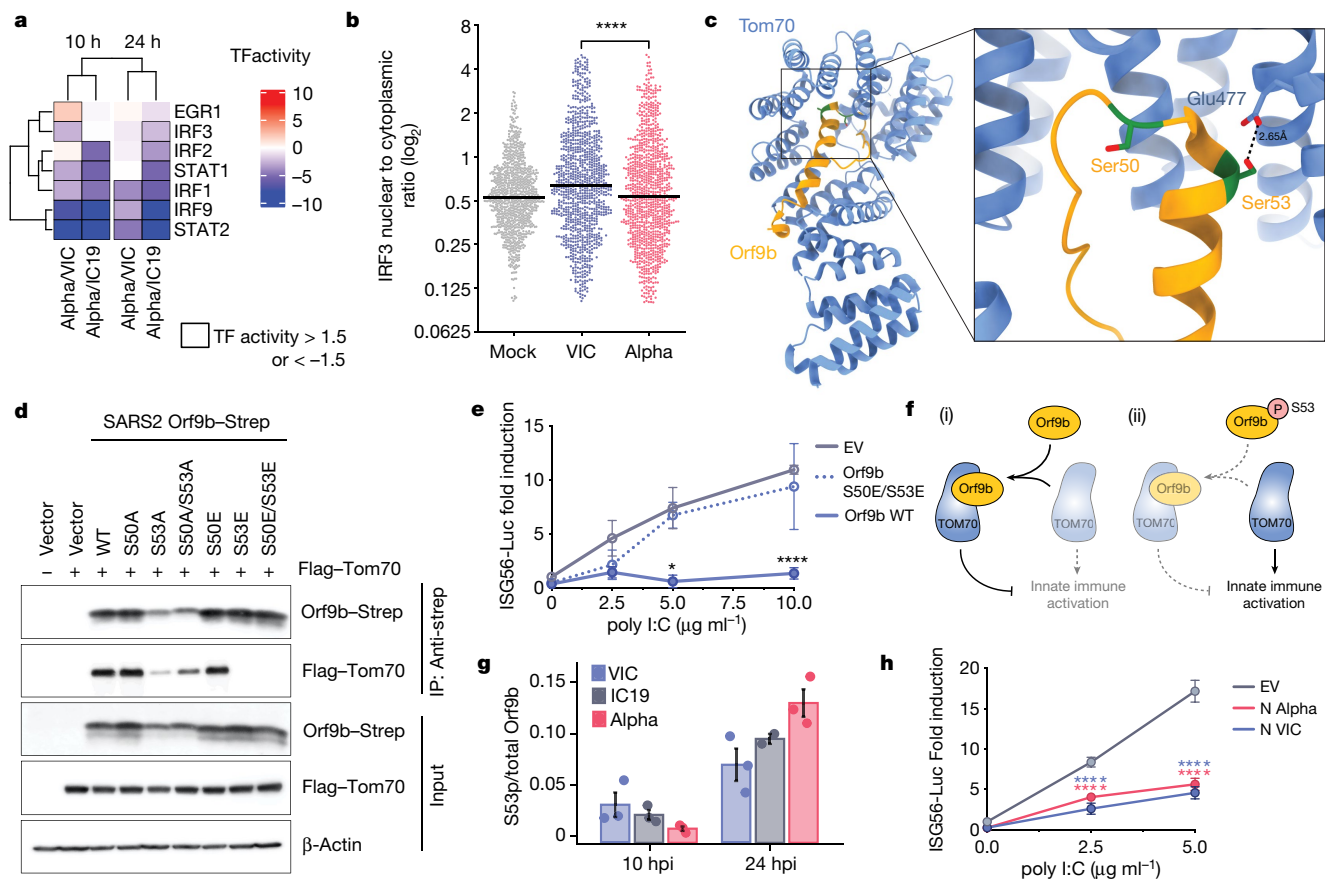 a
10 h 24 h
TFactivity
10
5
0
−5
−10
EGR1
IRF3
IRF2
STAT1
IRF1
IRF9
STAT2
Alpha/VIC
Alpha/IC19
Alpha/VIC
Alpha/IC19
TF activity > 1.5
or < −1.5
b
IRF3 nuclear to cytoplasmic
ratio (log2)
8
4
2
1
0.5
0.25
0.125
0.0625
****
Mock VIC Alpha
c
Tom70
Orf9b
Glu477
2.65Å
Ser50
Ser53
d
SARS2 Orf9b–Strep
Vector
Vector
WT
S50A
S53A
S50A/S53A
S50E
S53E
S50E/S53E
– + + + + + + + + Flag–Tom70
Orf9b–Strep
Flag–Tom70
IP: Anti-strep
Orf9b–Strep
Flag–Tom70
β-Actin
Input
e
ISG56-Luc fold induction
15
10
5
0
0 2.5 5.0 7.5 10.0
poly I:C (μg ml−1)
* ****
EV
Orf9b
S50E/S53E
Orf9b WT
f
(i)
Orf9b
Orf9b
TOM70
TOM70
Innate immune
activation
(ii)
Orf9b P S53
Orf9b
TOM70
TOM70
Innate immune
activation
g
S53p/total Orf9b
0.15
0.10
0.05
0
VIC
IC19
Alpha
10 hpi 24 hpi
h
ISG56-Luc Fold induction
20
15
10
5
0
0.0 2.5 5.0
poly I:C (μg ml−1)
****
****
****
****
EV
N Alpha
N VIC